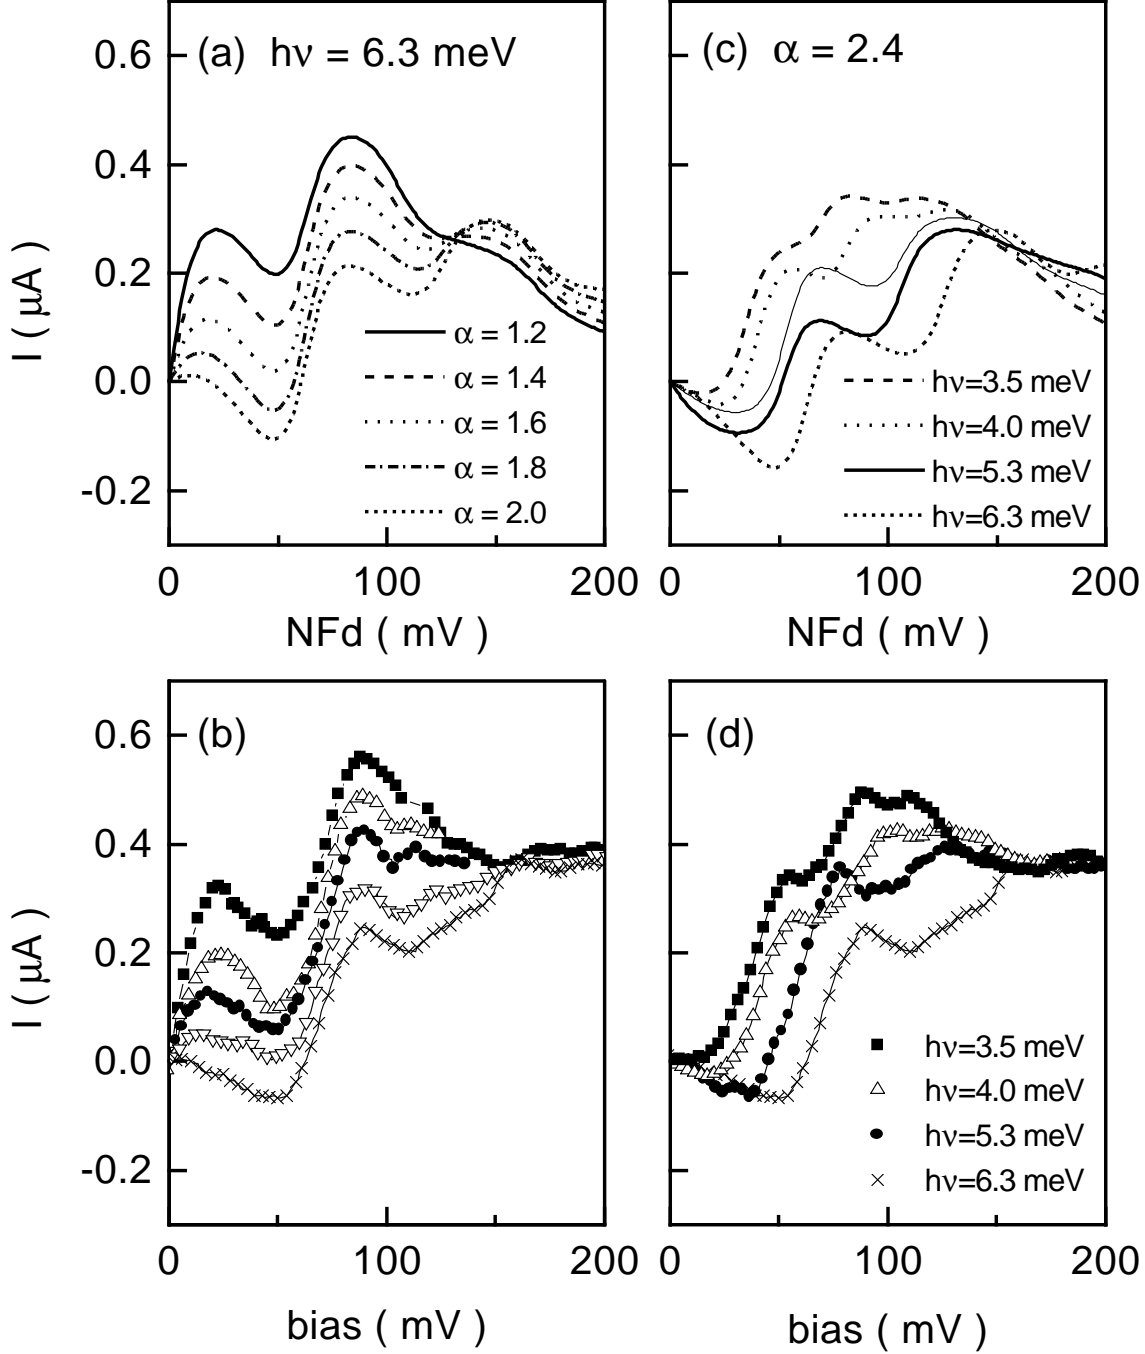 (a) hν = 6.3 meV
0.6
0.4
0.2
0.0
-0.2
I ( μA )
α = 1.2
α = 1.4
α = 1.6
α = 1.8
α = 2.0
0 100 200
NFd ( mV )
(c) α = 2.4
hν=3.5 meV
hν=4.0 meV
hν=5.3 meV
hν=6.3 meV
0 100 200
NFd ( mV )
(b)
0.6
0.4
0.2
0.0
-0.2
I ( μA )
0 100 200
bias ( mV )
(d)
hν=3.5 meV
hν=4.0 meV
hν=5.3 meV
hν=6.3 meV
0 100 200
bias ( mV )